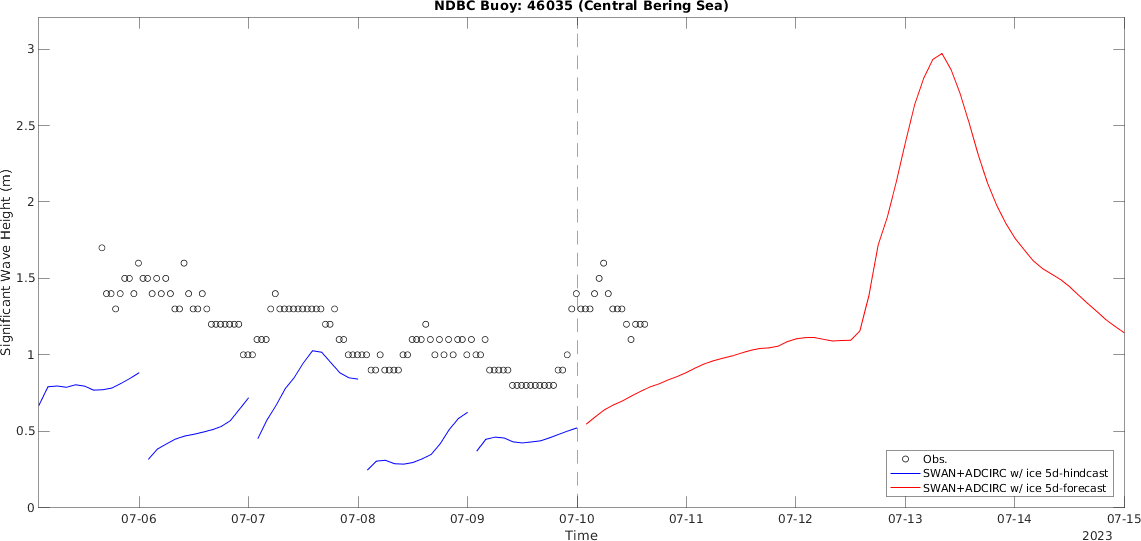 NDBC Buoy: 46035 (Central Bering Sea)
Significant Wave Height (m)
3
2.5
2
1.5
1
0.5
0
Obs.
SWAN+ADCIRC w/ ice 5d-hindcast
SWAN+ADCIRC w/ ice 5d-forecast
07-06 07-07 07-08 07-09 07-10 07-11 07-12 07-13 07-14 07-15
Time
2023